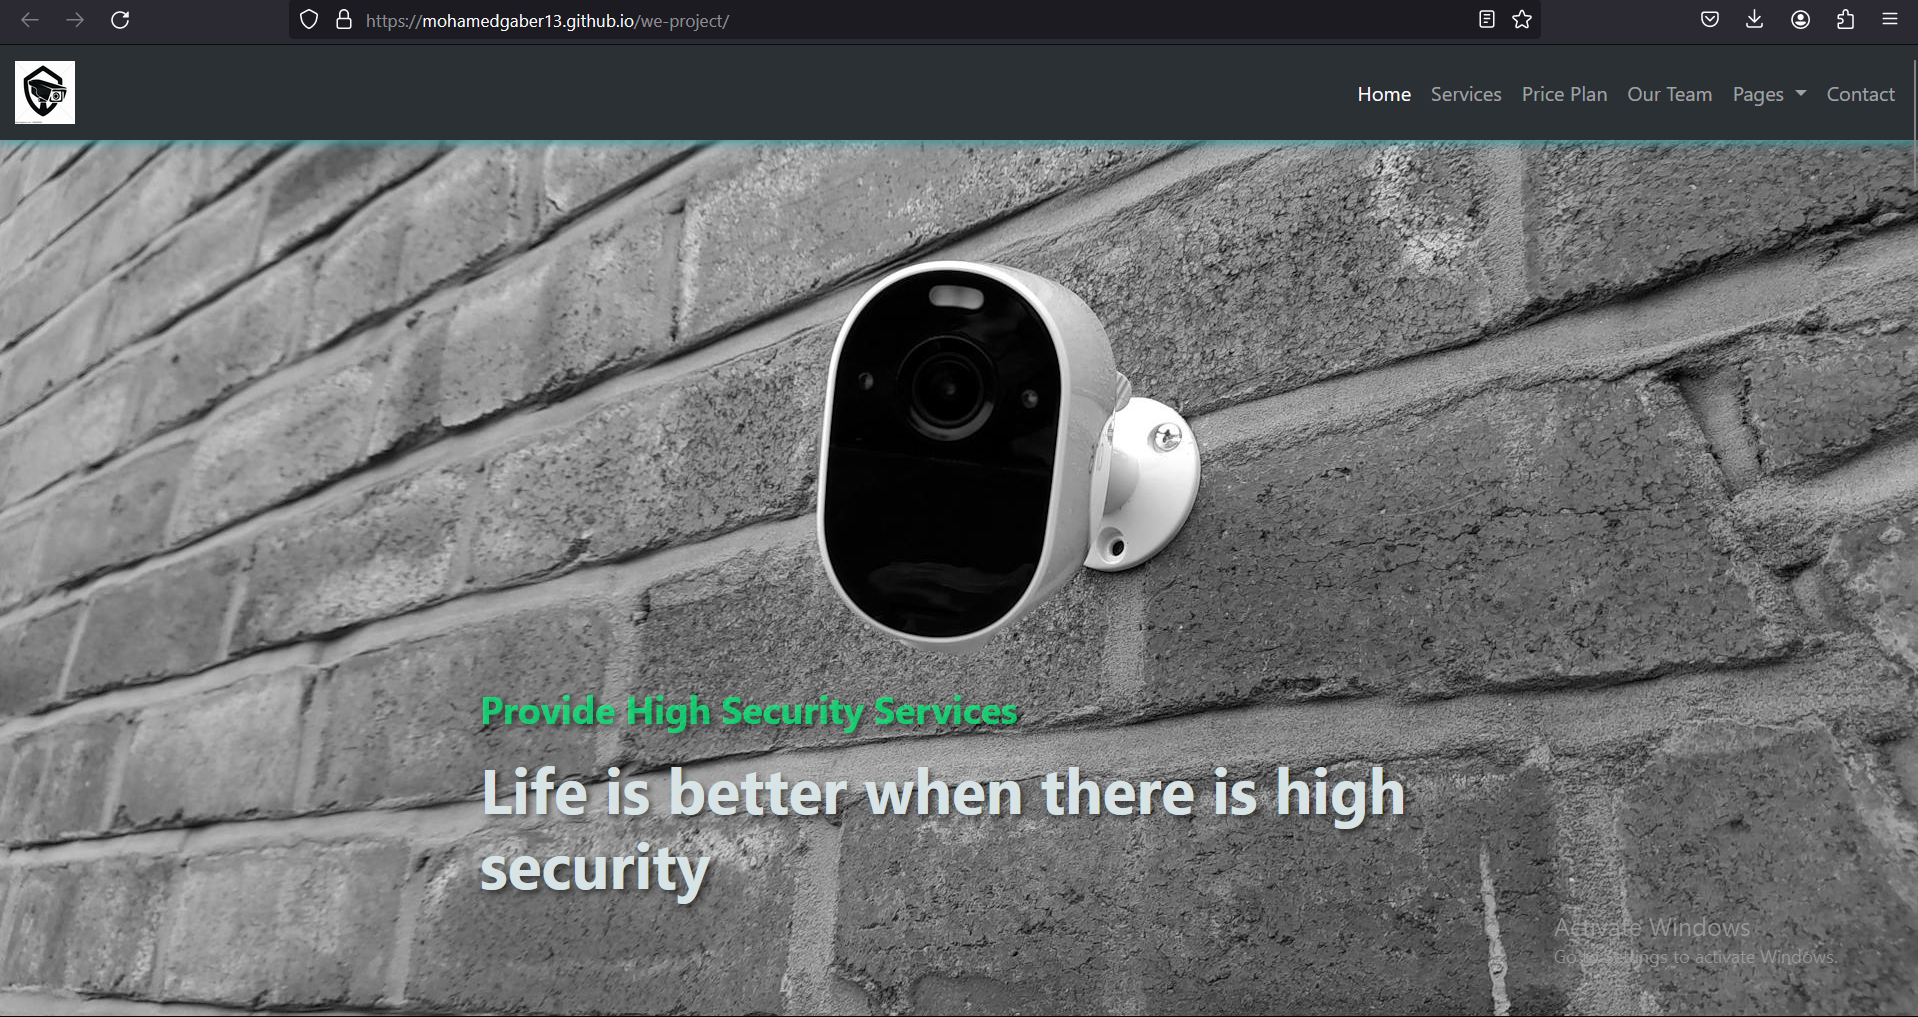 https://mohamedgaber13.github.io/we-project/
Home Services Price Plan Our Team Pages Contact
Provide High Security Services
Life is better when there is high
security
Activate Windows
Go to Settings to activate Windows.